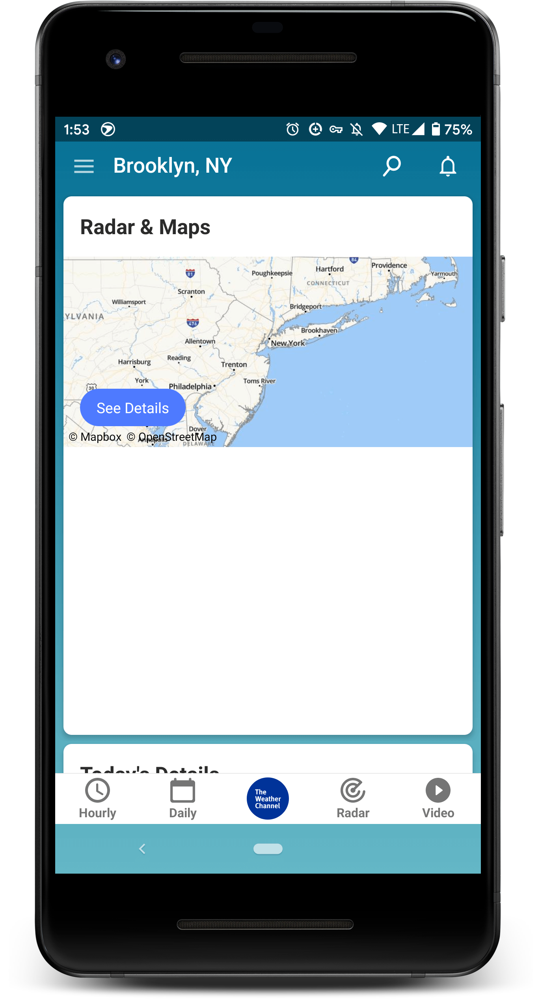 1:53
LTE 75%
Brooklyn, NY
Radar & Maps
84
Providence
Hartford
Poughkeepsie
Yarmouth
81
CONNECTICUT
Scranton
Williamsport
Bridgeport
YLVANIA
476
Brookhaven
Allentown
New York
Reading
Harrisburg
Trenton
York
Toms River
Philadelphia
30
See Details
Dover
© Mapbox © OpenStreetMap
Annapolis
DELAWARE
Today's Details
The
Weather
Channel
Hourly
Daily
Radar
Video